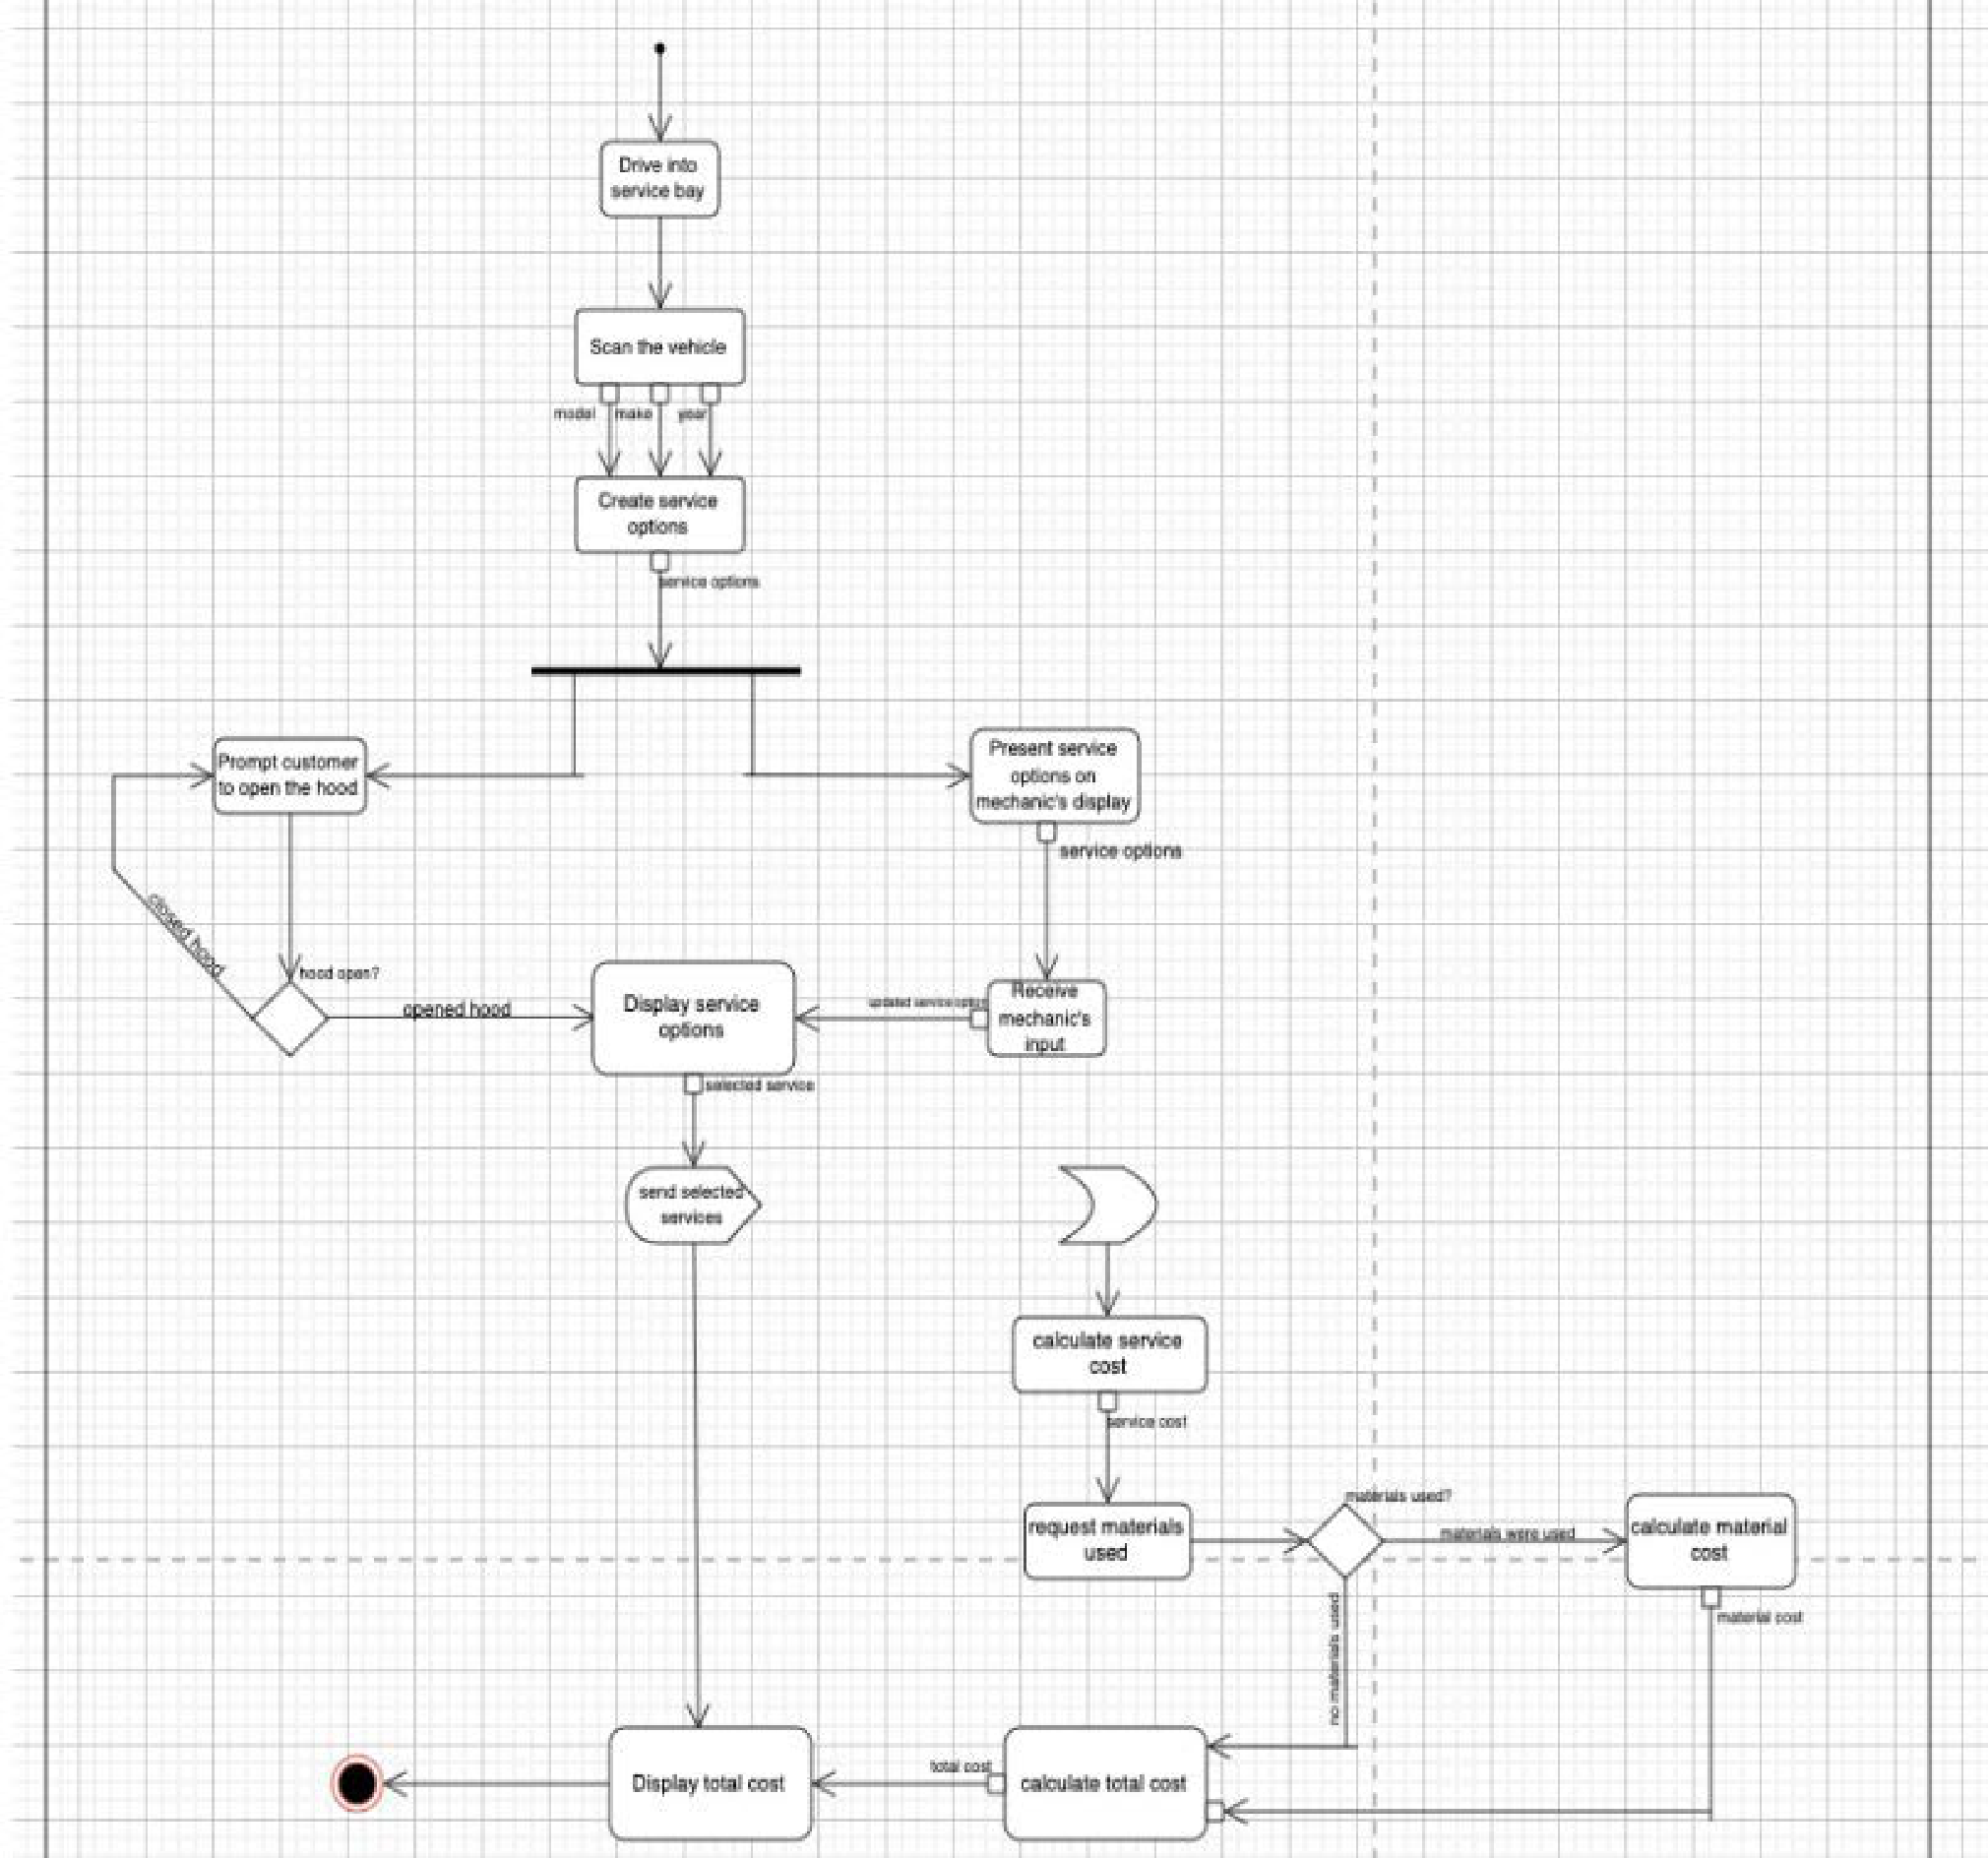 Drive into
service bay
Scan the vehicle
model
make
year
Create service
options
service options
Prompt customer
to open the hood
Present service
options on
mechanic's display
service options
closed hood
hood open?
opened hood
Display service
options
updated service option
Receive
mechanic's
input
selected service
send selected
services
calculate service
cost
service cost
request materials
used
materials used?
materials were used
calculate material
cost
no materials used
material cost
total cost
Display total cost
calculate total cost